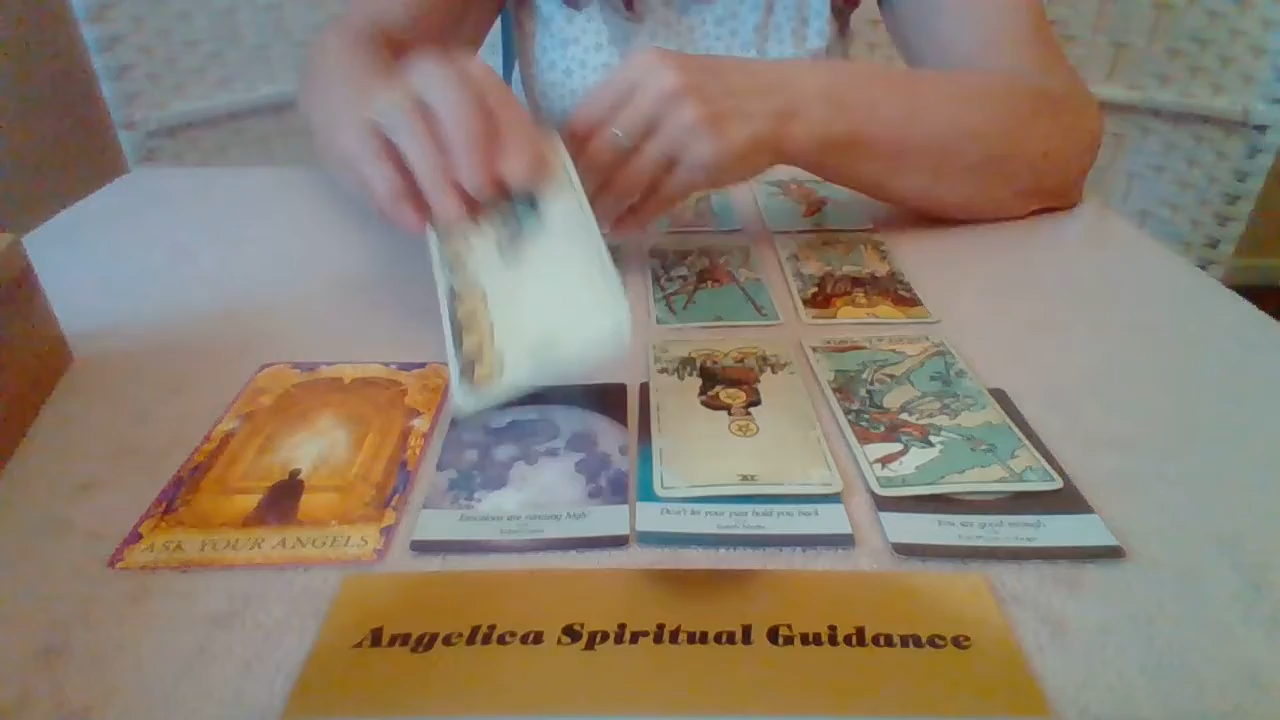 ASK YOUR ANGELS
Emotions are running high!
Don't let your past hold you back
You are good enough
IX
Angelica Spiritual Guidance